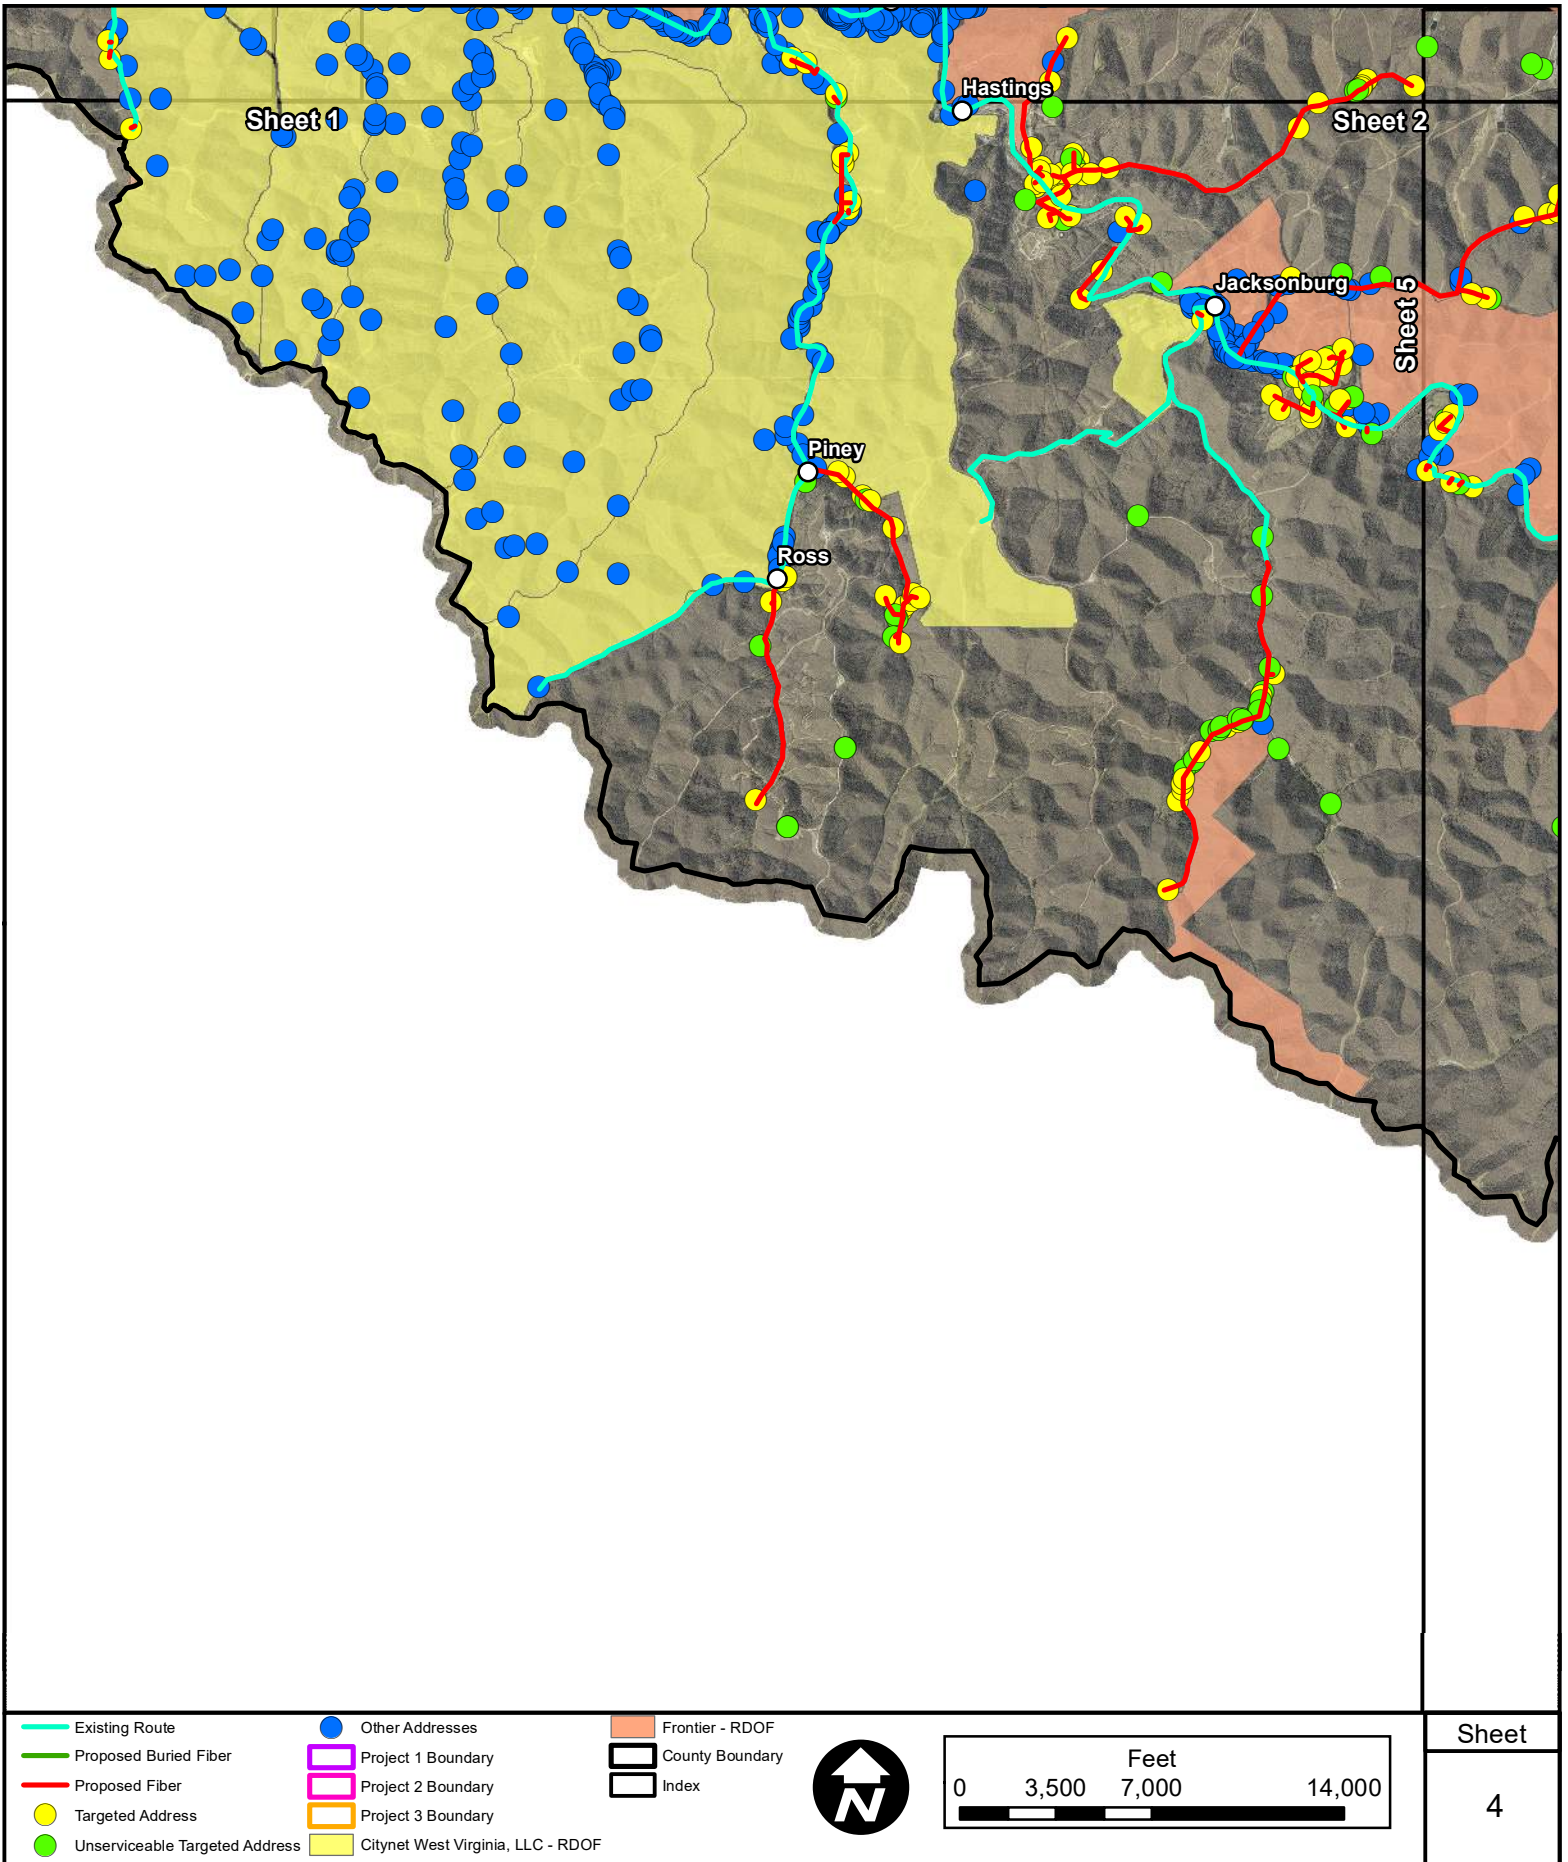 Hastings
Sheet 1
Sheet 2
Jacksonburg
Sheet 5
Piney
Ross
Existing Route
Proposed Buried Fiber
Proposed Fiber
Targeted Address
Unserviceable Targeted Address
Other Addresses
Project 1 Boundary
Project 2 Boundary
Project 3 Boundary
Citynet West Virginia, LLC - RDOF
Frontier - RDOF
County Boundary
Index
N
Feet
0 3,500 7,000 14,000
Sheet
4